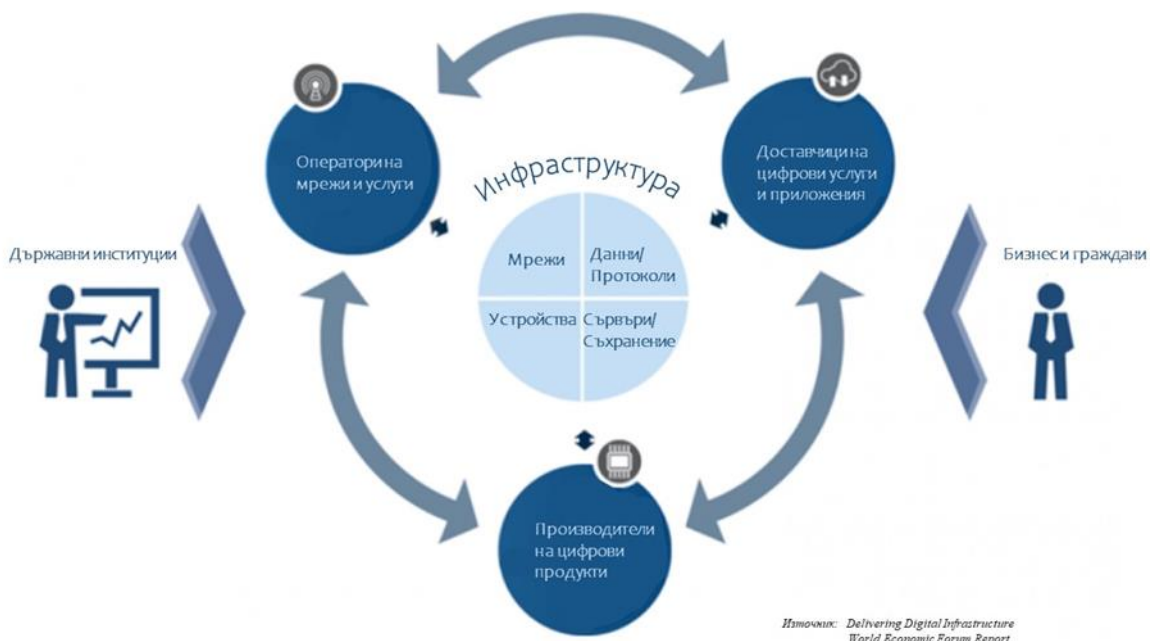 Оператори на
мрежи и услуги
Доставчици на
цифрови услуги
и приложения
Инфраструктура
Държавни институции
Мрежи
Данни/
Протоколи
Устройства
Сървъри/
Съхранение
Бизнес и граждани
Производители
на цифрови
продукти
Източник: Delivering Digital Infrastructure
World Economic Forum Report